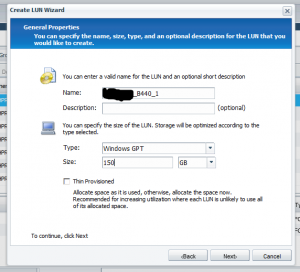 Create LUN Wizard
General Properties
You can specify the name, size, type, and an optional description for the LUN that you
would like to create.
You can enter a valid name for the LUN and an optional short description
Name:
_B440_1
Description:
(optional)
You can specify the size of the LUN. Storage will be optimized according to the
type selected.
Type:
Windows GPT
Size:
150
GB
Thin Provisioned
Allocate space as it is used, otherwise, allocate the space now.
Recommended for increasing utilization where each LUN is unlikely to use all
of its allocated space.
To continue, click Next
‹Back
Next›
Cancel